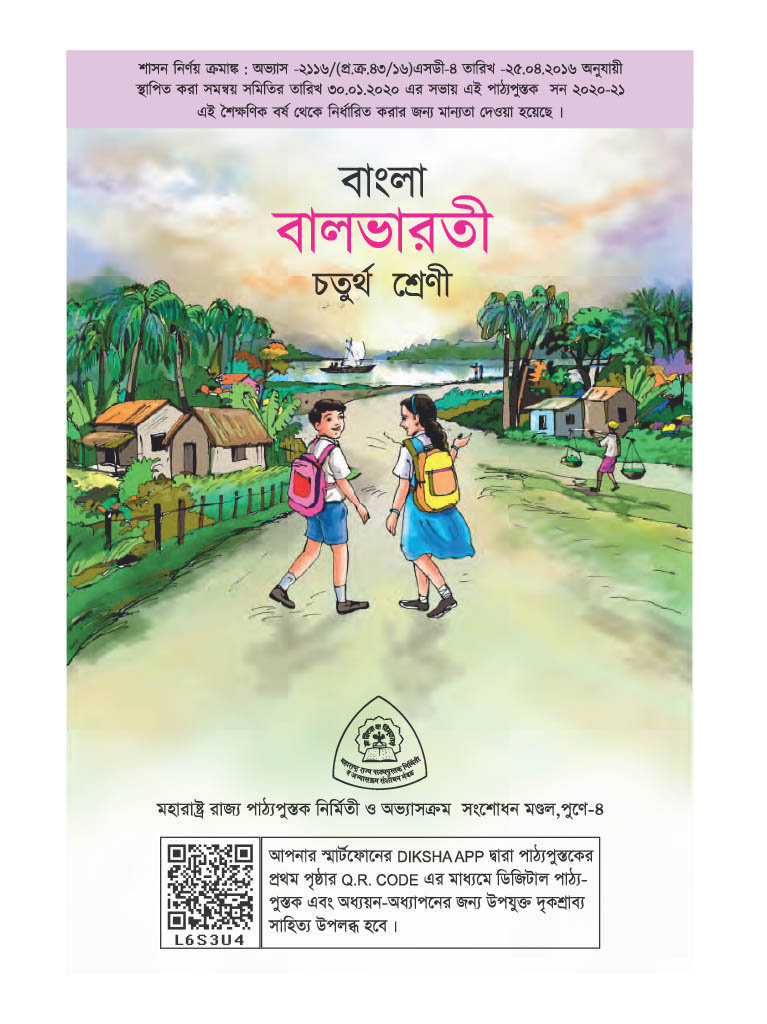 শাসন নির্ণয় ক্রমাঙ্ক : অভ্যাস -২১১৬/(প্র.ক্র.৪৩/১৬)এসডী-৪ তারিখ -২৫.০৪.২০১৬ অনুযায়ী
স্থাপিত করা সমন্বয় সমিতির তারিখ ৩০.০১.২০২০ এর সভায় এই পাঠ্যপুস্তক সন ২০২০-২১
এই শৈক্ষণিক বর্ষ থেকে নির্ধারিত করার জন্য মান্যতা দেওয়া হয়েছে ।
বাংলা
বালভারতী
চতুর্থ শ্রেণী
মহারাষ্ট্র রাজ্য পাঠ্যপুস্তক নির্মিতী ও অভ্যাসক্রম সংশোধন মণ্ডল,পুণে-৪
আপনার স্মার্টফোনের DIKSHA APP দ্বারা পাঠ্যপুস্তকের
প্রথম পৃষ্ঠার Q.R. CODE এর মাধ্যমে ডিজিটাল পাঠ্য-
পুস্তক এবং অধ্যয়ন-অধ্যাপনের জন্য উপযুক্ত দৃকশ্রাব্য
সাহিত্য উপলব্ধ হবে ।
L6S3U4